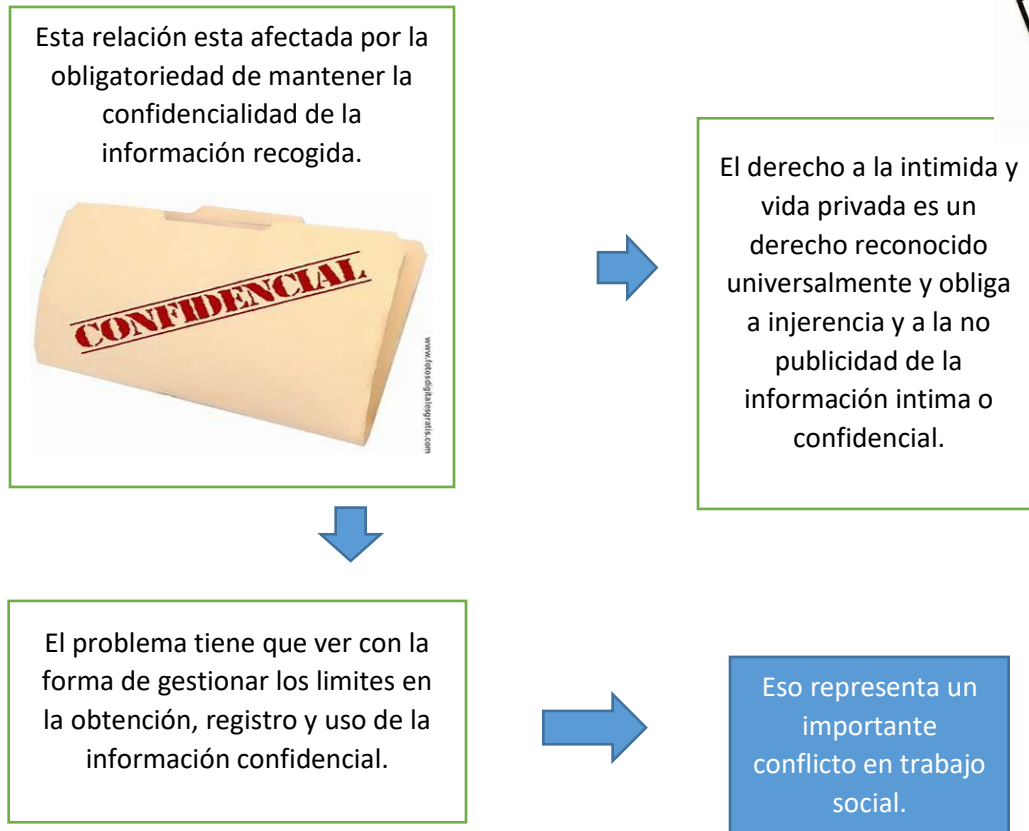 Esta relación esta afectada por la
obligatoriedad de mantener la
confidencialidad de la
información recogida.
CONFIDENCIAL
www.fotosdigitalesgratis.com
El derecho a la intimida y
vida privada es un
derecho reconocido
universalmente y obliga
a injerencia y a la no
publicidad de la
información intima o
confidencial.
El problema tiene que ver con la
forma de gestionar los limites en
la obtención, registro y uso de la
información confidencial.
Eso representa un
importante
conflicto en trabajo
social.